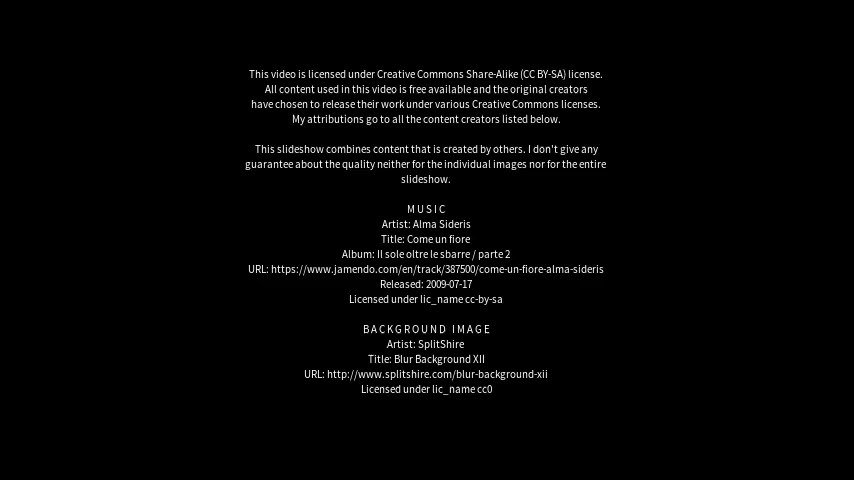 This video is licensed under Creative Commons Share-Alike (CC BY-SA) license.
All content used in this video is free available and the original creators
have chosen to release their work under various Creative Commons licenses.
My attributions go to all the content creators listed below.
This slideshow combines content that is created by others. I don't give any
guarantee about the quality neither for the individual images nor for the entire
slideshow.
MUSIC
Artist: Alma Sideris
Title: Come un fiore
Album: Il sole oltre le sbarre / parte 2
URL: https://www.jamendo.com/en/track/387500/come-un-fiore-alma-sideris
Released: 2009-07-17
Licensed under lic_name cc-by-sa
BACKGROUND IMAGE
Artist: SplitShire
Title: Blur Background XII
URL: http://www.splitshire.com/blur-background-xii
Licensed under lic_name cc0